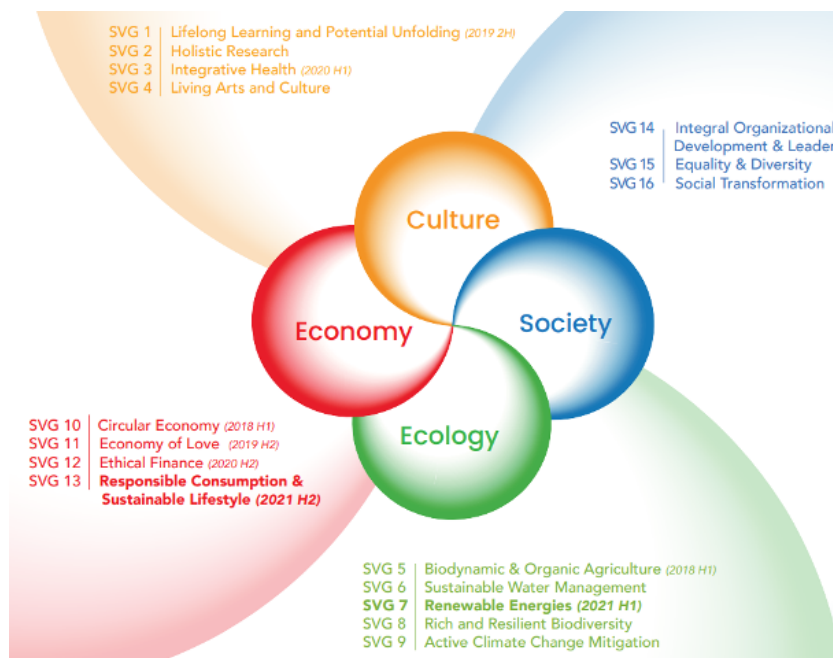 SVG 1 Lifelong Learning and Potential Unfolding (2019 2H)
SVG 2 Holistic Research
SVG 3 Integrative Health (2020 H1)
SVG 4 Living Arts and Culture
SVG 14 Integral Organizational
Development & Leader
SVG 15 Equality & Diversity
SVG 16 Social Transformation
Culture
Economy
Society
Ecology
SVG 10 Circular Economy (2018 H1)
SVG 11 Economy of Love (2019 H2)
SVG 12 Ethical Finance (2020 H2)
SVG 13 Responsible Consumption &
Sustainable Lifestyle (2021 H2)
SVG 5 Biodynamic & Organic Agriculture (2018 H1)
SVG 6 Sustainable Water Management
SVG 7 Renewable Energies (2021 H1)
SVG 8 Rich and Resilient Biodiversity
SVG 9 Active Climate Change Mitigation